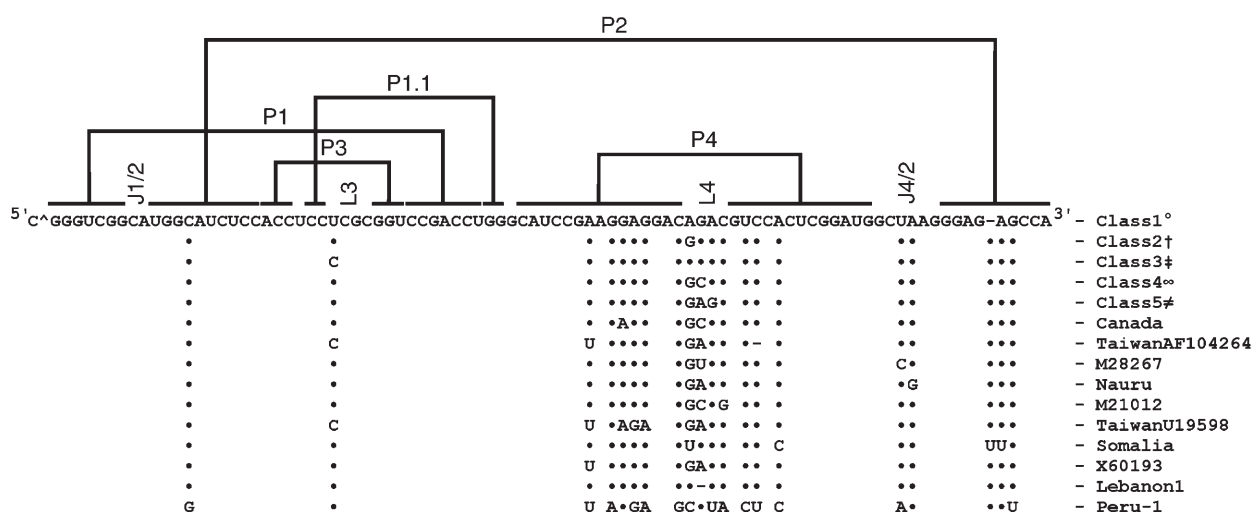 P2
P1.1
P1
P3
P4
J1/2
L3
L4
J4/2
5' C^GGGUCGGCAUGGCAUCUCCACCUCCUCGCGGUCCGACCUGGGCAUCCGAAGGAGGACAGACGUCCACUCGGAUGGCUAAGGGAG-AGCCA 3' - Class1°
• • • •••• •G•• •• • •• ••• - Class2†
• C • •••• ••••• •• • •• ••• - Class3‡
• • • •••• •GC•• •• • •• ••• - Class4∞
• • • •••• •GAG• •• • •• ••• - Class5≠
• • • •A•• •GC•• •• • •• ••• - Canada
• C U •••• •GA•• •- • •• ••• - TaiwanAF104264
• • • •••• •GU•• •• • C• ••• - M28267
• • • •••• •GA•• •• • •G ••• - Nauru
• • • •••• •GC•G •• • •• ••• - M21012
• C U •AGA •GA•• •• • •• ••• - TaiwanU19598
• • • •••• •U••• •• C •• UU• - Somalia
• • U •••• •GA•• •• • •• ••• - X60193
• • • •••• ••-•• •• • •• ••• - Lebanon1
G • U A•GA GC•UA CU C A• ••U - Peru-1